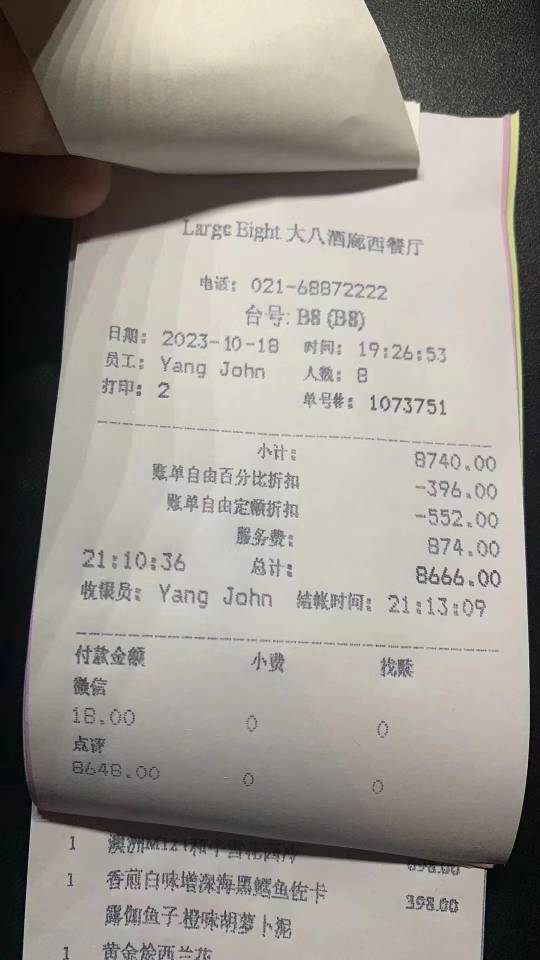 Large Eight 大八酒廊西餐厅
电话: 021-68872222
台号: B8 (B8)
日期: 2023-10-18 时间: 19:26:53
员工: Yang John 人数: 8
打印: 2 单号#: 1073751
小计: 8740.00
账单自由百分比折扣 -396.00
账单自由定额折扣 -552.00
服务费: 874.00
21:10:36 总计: 8666.00
收银员: Yang John 结帐时间: 21:13:09
付款金额 小费 找赎
微信
18.00 0 0
点评
8648.00 0 0
1 澳洲M12
1 香煎白味增深海黑鳕鱼佐卡 398.00
露伽鱼子.橙味胡萝卜泥
1 黄金烩西兰花